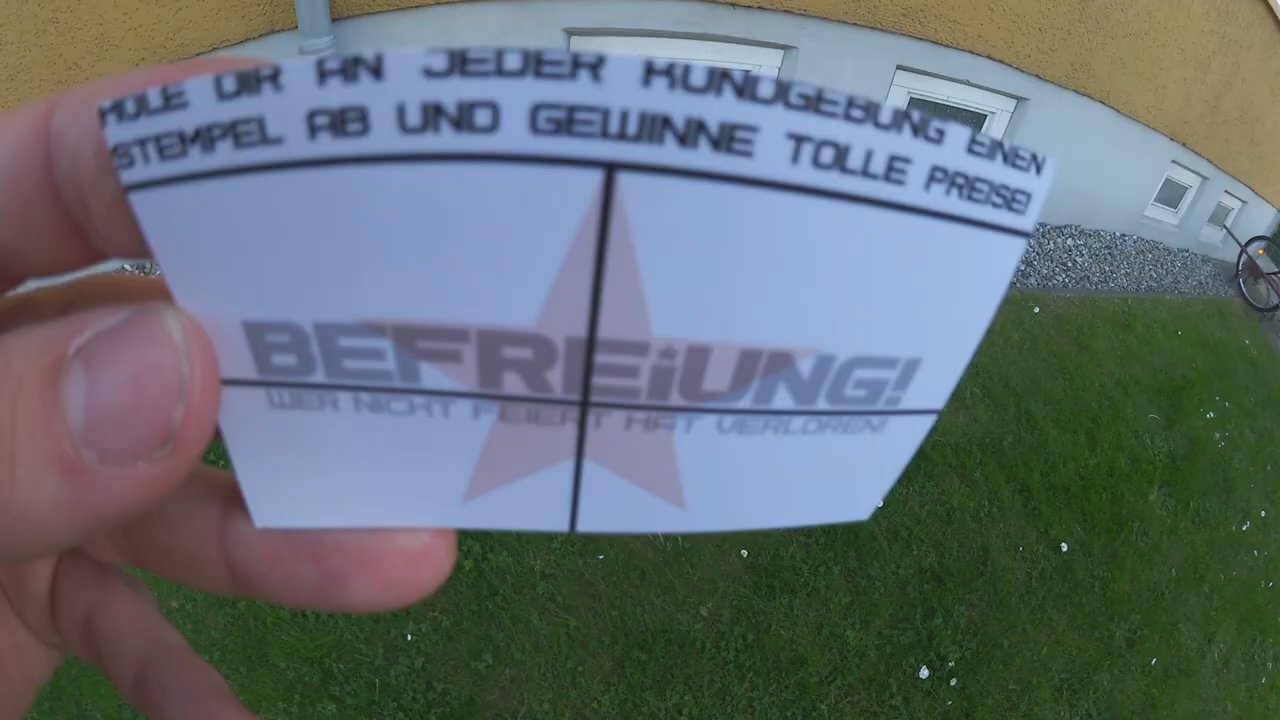 HOLE DIR AN JEDER KUNDGEBUNG EINEN
STEMPEL AB UND GEWINNE TOLLE PREISE!
BEFREiUNG!
WER NICHT FEIERT HAT VERLOREN!